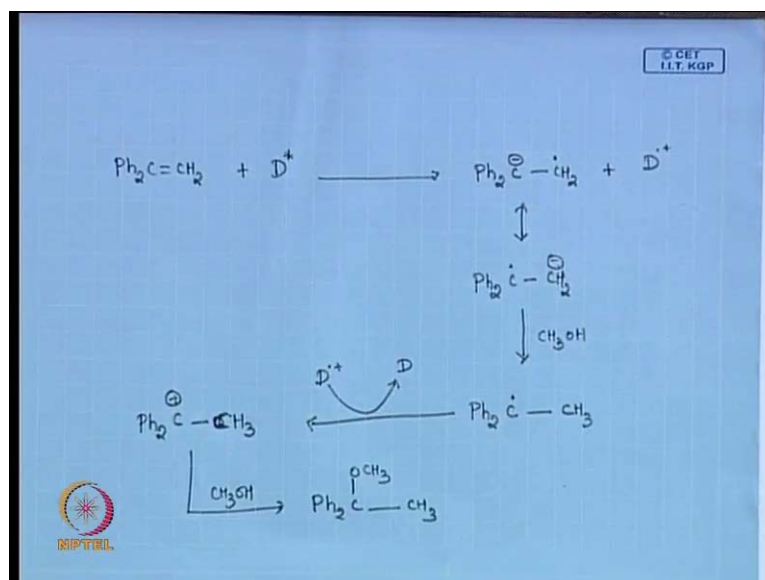 © CET
I.I.T. KGP
Ph₂C=CH₂ + D* ⟶ Ph₂C⊖–ĊH₂ + D•+
↕
Ph₂Ċ–CH₂⊖
↓ CH₃OH
Ph₂Ċ — CH₃
D•+ D
Ph₂C⊕–CH₃
CH₃OH
OCH₃
Ph₂C — CH₃
NPTEL